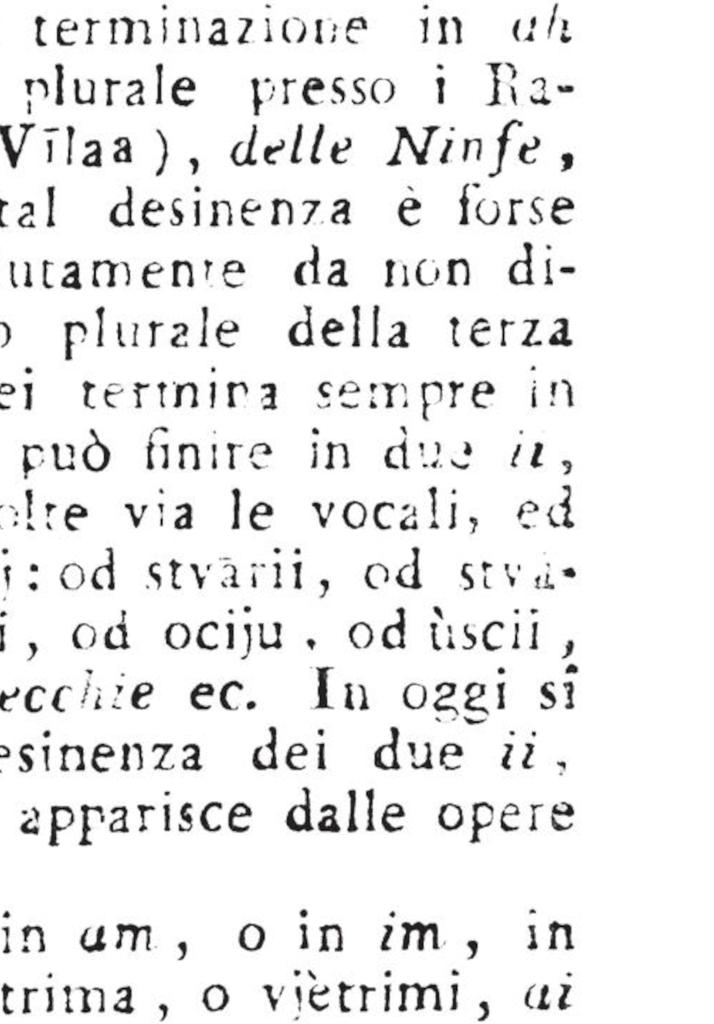 terminazione in ah
plurale presso i Ra-
Vīlaa), delle Ninfe,
tal desinenza è forse
utamente da non di-
o plurale della terza
ei termina sempre in
può finire in due ii,
olte via le vocali, ed
j: od stvārii, od stvā-
i, od ociju, od ùscii,
ecchie ec. In oggi si
esinenza dei due ii,
apparisce dalle opere
in am, o in im, in
trima, o vjètrimi, ai